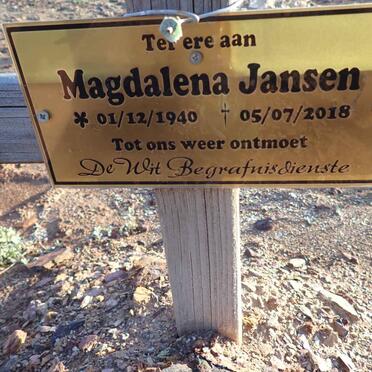 Ter ere aan
Magdalena Jansen
* 01/12/1940 † 05/07/2018
Tot ons weer ontmoet
De Wit Begrafnisdienste